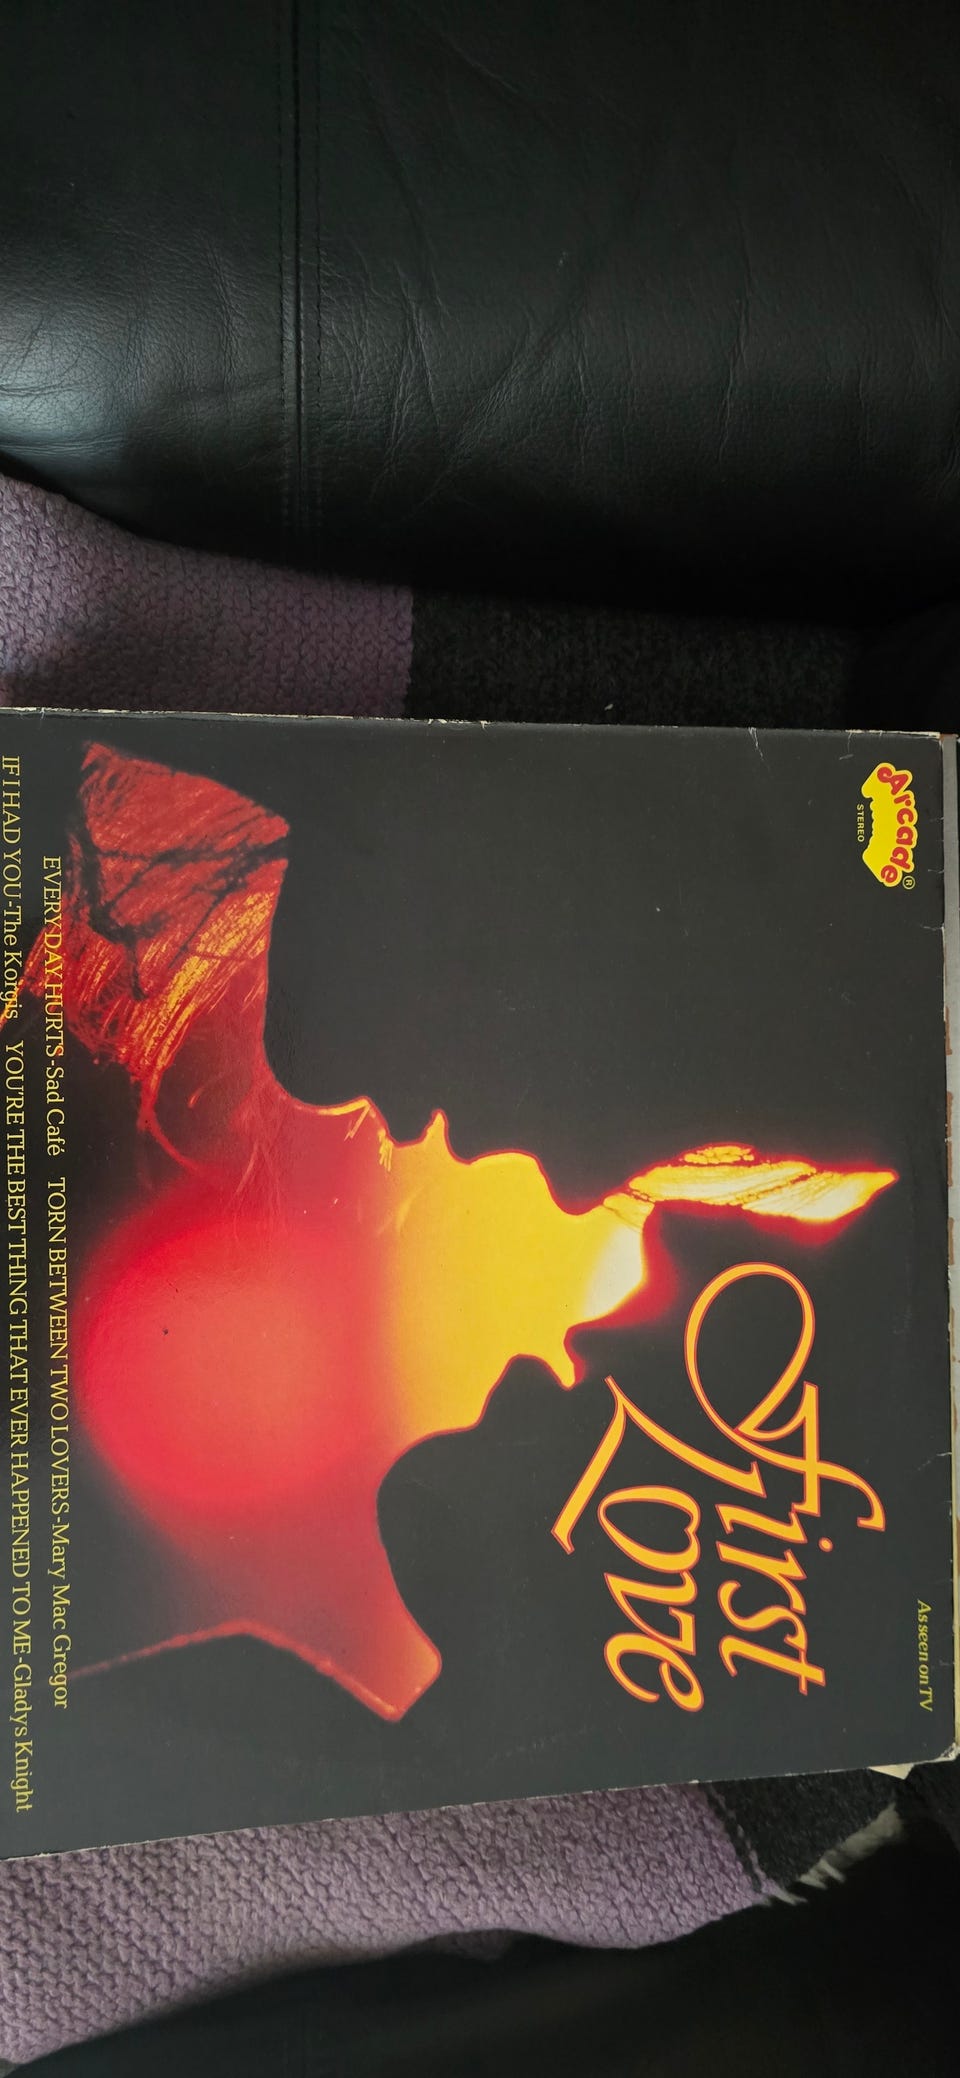 As seen on TV
Arcade®
STEREO
First
Love
EVERY DAY HURTS-Sad Café TORN BETWEEN TWO LOVERS-Mary Mac Gregor
IF I HAD YOU-The Korgis YOU'RE THE BEST THING THAT EVER HAPPENED TO ME-Gladys Knight